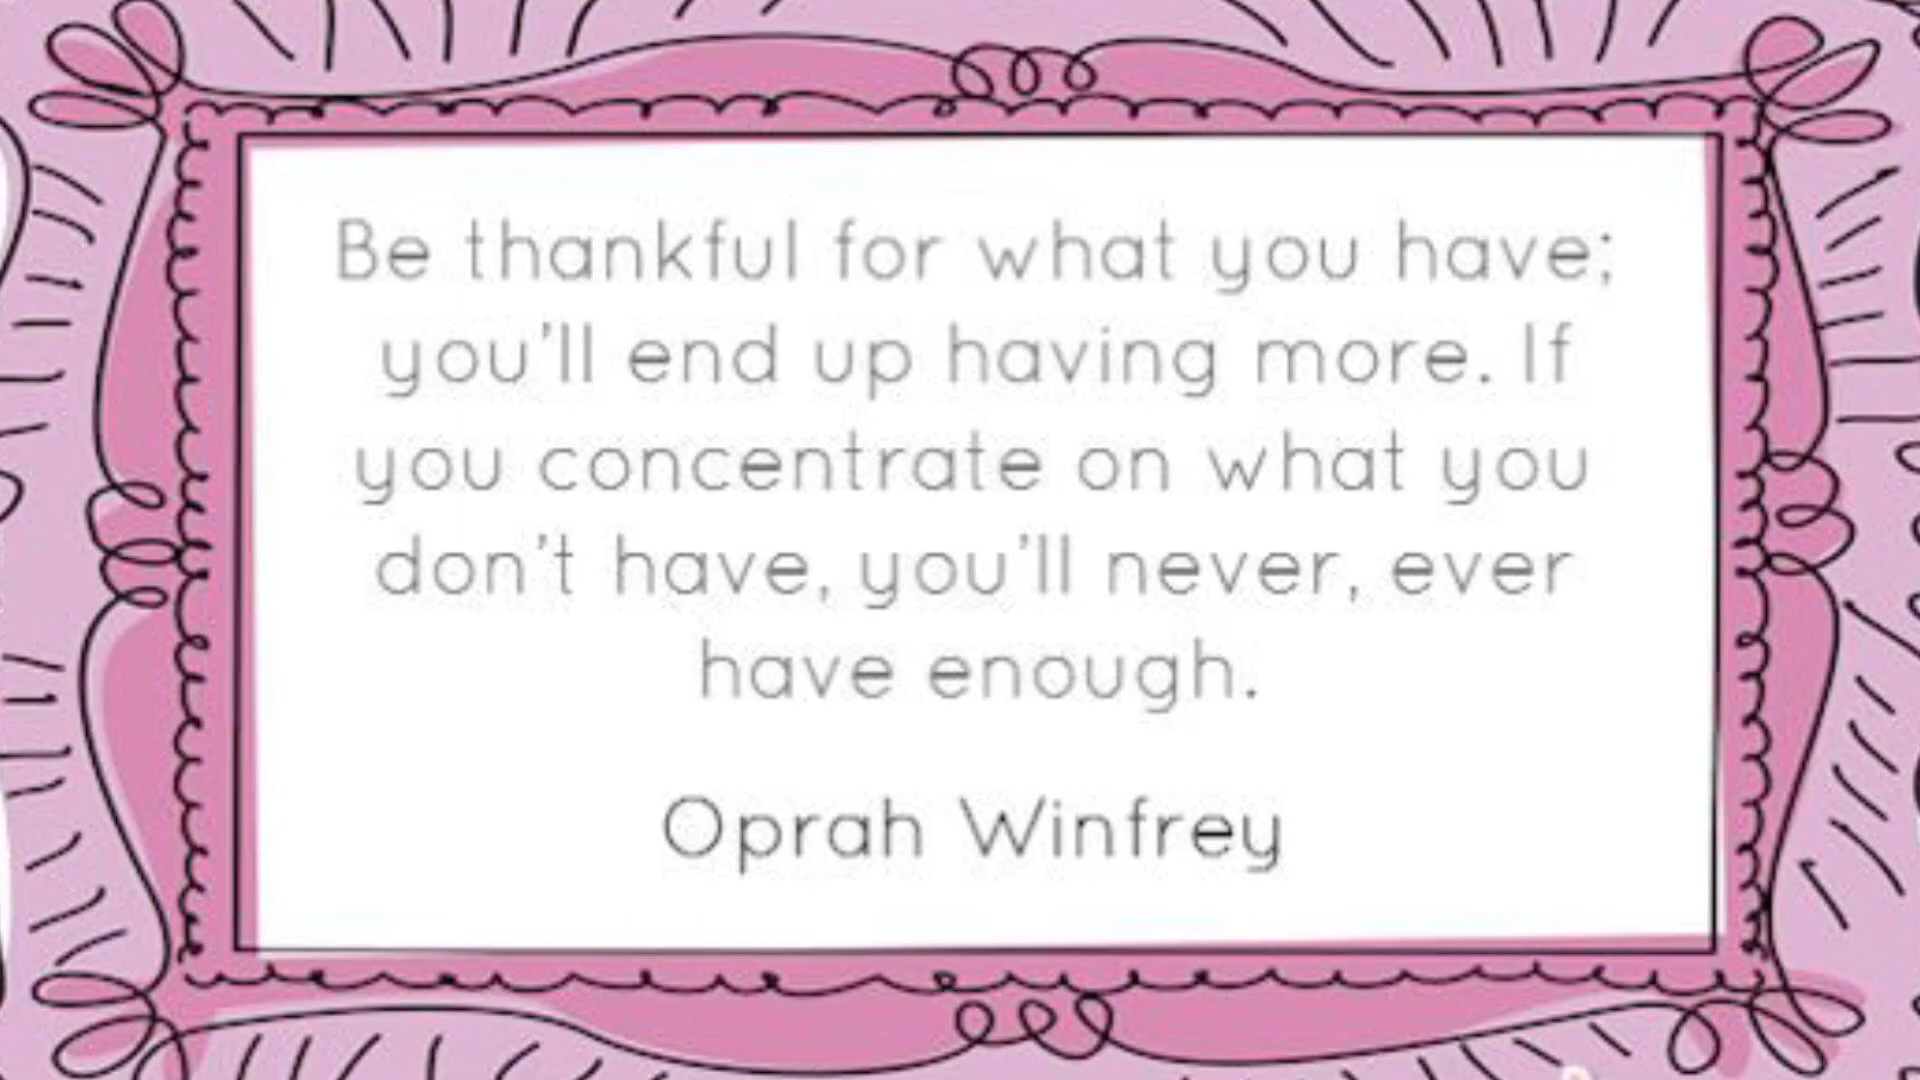 Be thankful for what you have;
you'll end up having more. If
you concentrate on what you
don't have, you'll never, ever
have enough.
Oprah Winfrey